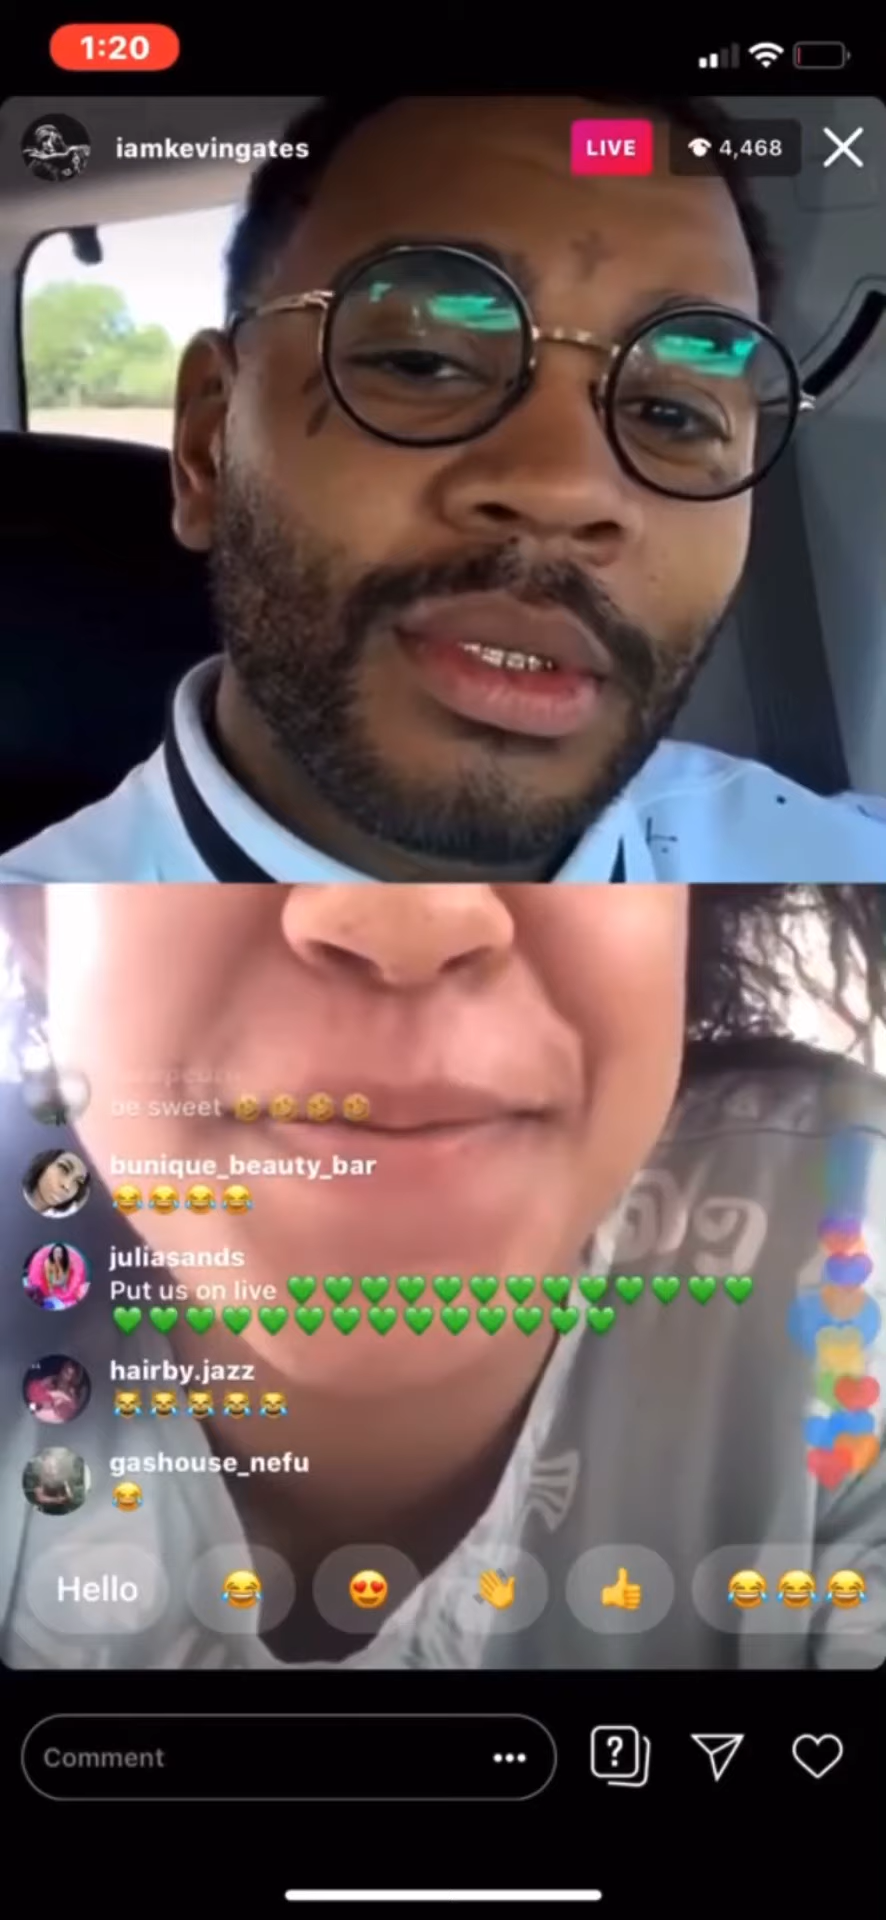 1:20
iamkevingates
LIVE
4,468
be sweet 🤣🤣🤣🤣
bunique_beauty_bar
😂😂😂😂
juliasands
Put us on live 💚💚💚💚💚💚💚💚💚💚💚💚💚
💚💚💚💚💚💚💚💚💚💚💚💚💚💚
hairby.jazz
😹😹😹😹😹
gashouse_nefu
😂
Hello 😂 😍 👋 👍 😂😂😂
Comment